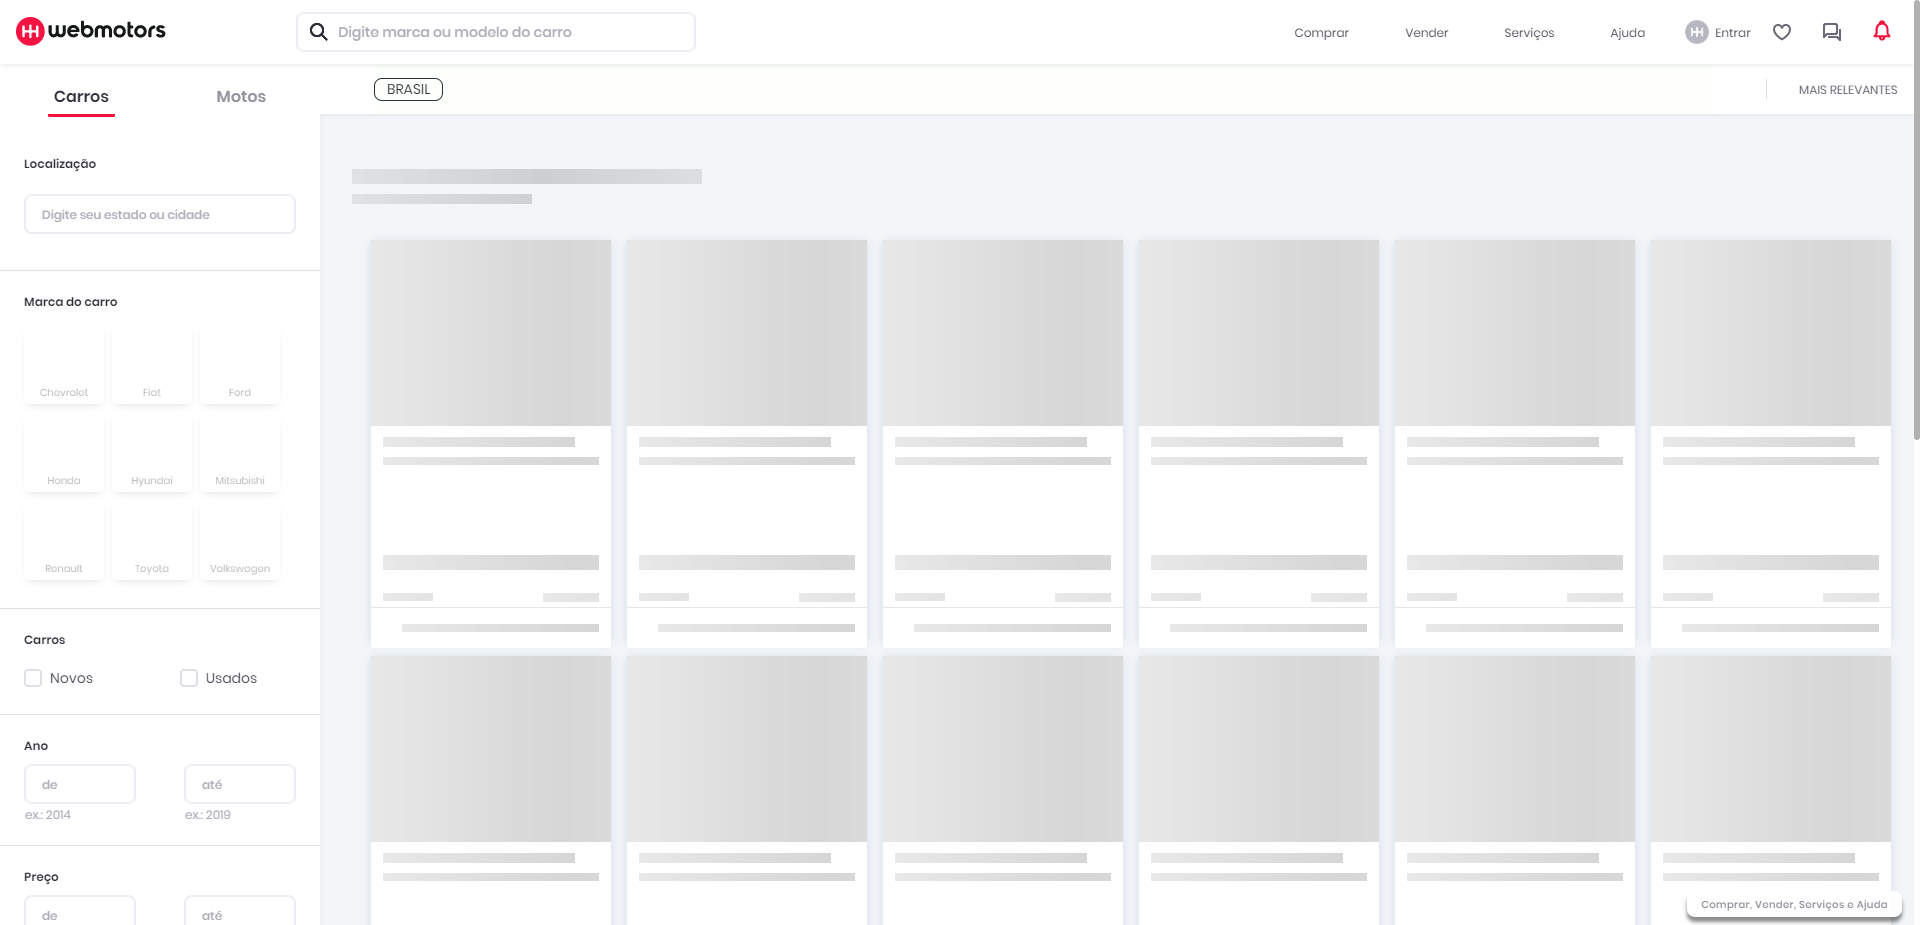 webmotors
Digite marca ou modelo do carro
Comprar
Vender
Serviços
Ajuda
Entrar
Carros
Motos
BRASIL
MAIS RELEVANTES
Localização
Digite seu estado ou cidade
Marca do carro
Chevrolet
Fiat
Ford
Honda
Hyundai
Mitsubishi
Renault
Toyota
Volkswagen
Carros
Novos
Usados
Ano
de
até
ex.: 2014
ex.: 2019
Preço
de
até
Comprar, Vender, Serviços e Ajuda